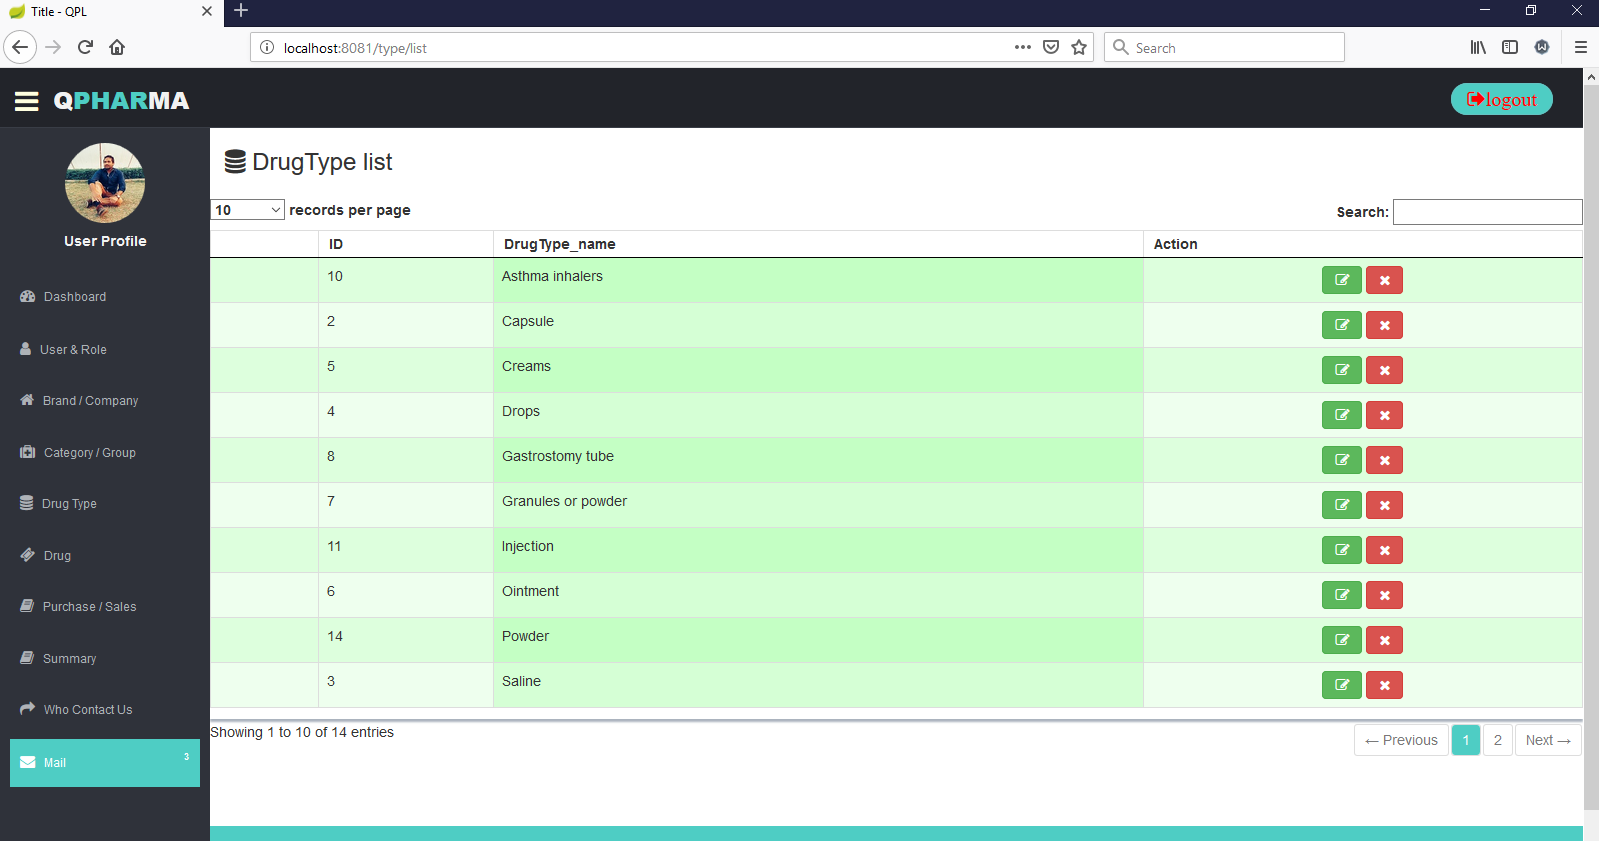 Title - QPL
localhost:8081/type/list
Search
QPHARMA
logout
User Profile
Dashboard
User & Role
Brand / Company
Category / Group
Drug Type
Drug
Purchase / Sales
Summary
Who Contact Us
Mail 3
DrugType list
10 records per page
Search:
ID DrugType_name Action
10 Asthma inhalers
2 Capsule
5 Creams
4 Drops
8 Gastrostomy tube
7 Granules or powder
11 Injection
6 Ointment
14 Powder
3 Saline
Showing 1 to 10 of 14 entries
← Previous 1 2 Next →